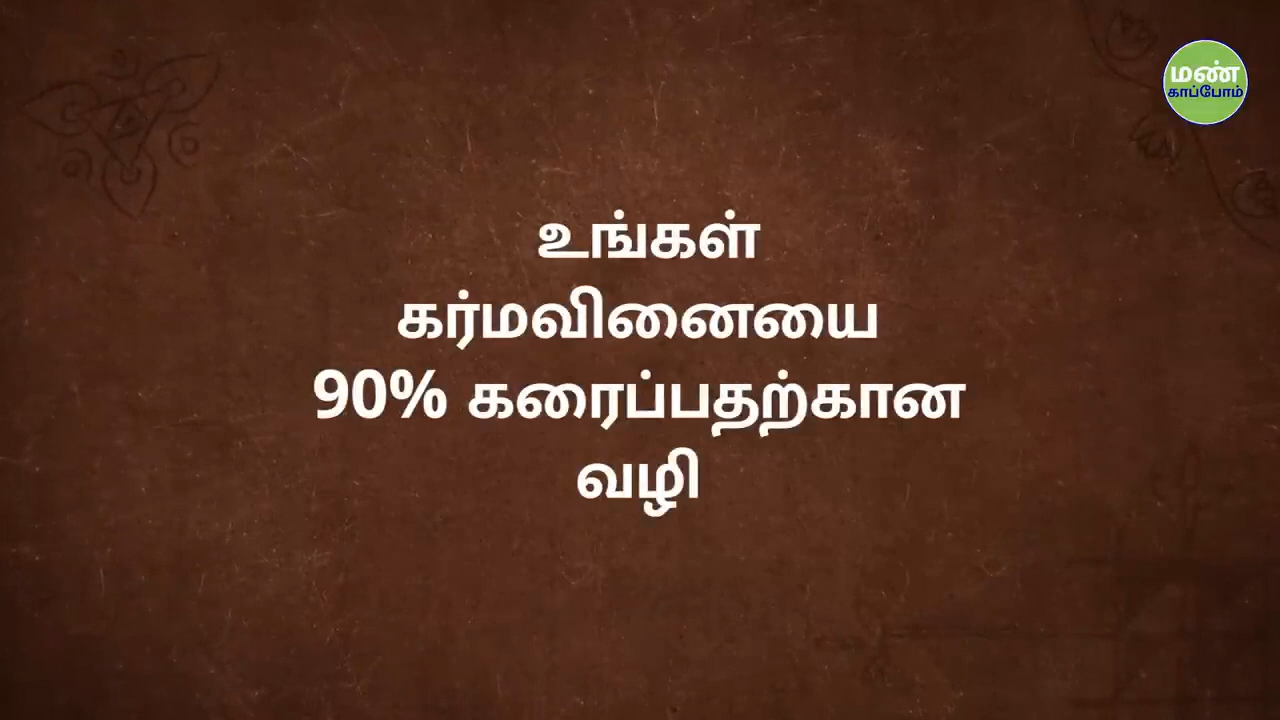 மண்
காப்போம்
உங்கள்
கர்மவினையை
90% கரைப்பதற்கான
வழி